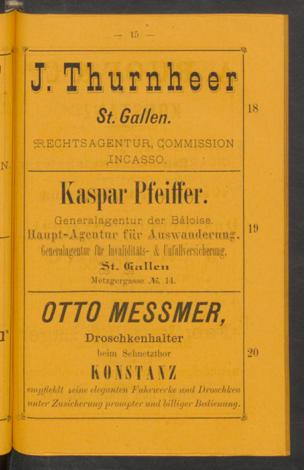 — 15 —
J. Thurnheer
St. Gallen.
RECHTSAGENTUR, COMMISSION
INCASSO.
18
Kaspar Pfeiffer.
Generalagentur der Bâloise.
Haupt-Agentur für Auswanderung.
Generalagentur für Invaliditäts- & Unfallversicherung,
St. Gallen
Metzgergasse No. 14.
19
OTTO MESSMER,
Droschkenhalter
beim Schnetzthor
KONSTANZ
empfiehlt seine eleganten Fuhrwerke und Droschken
unter Zusicherung prompter und billiger Bedienung.
20